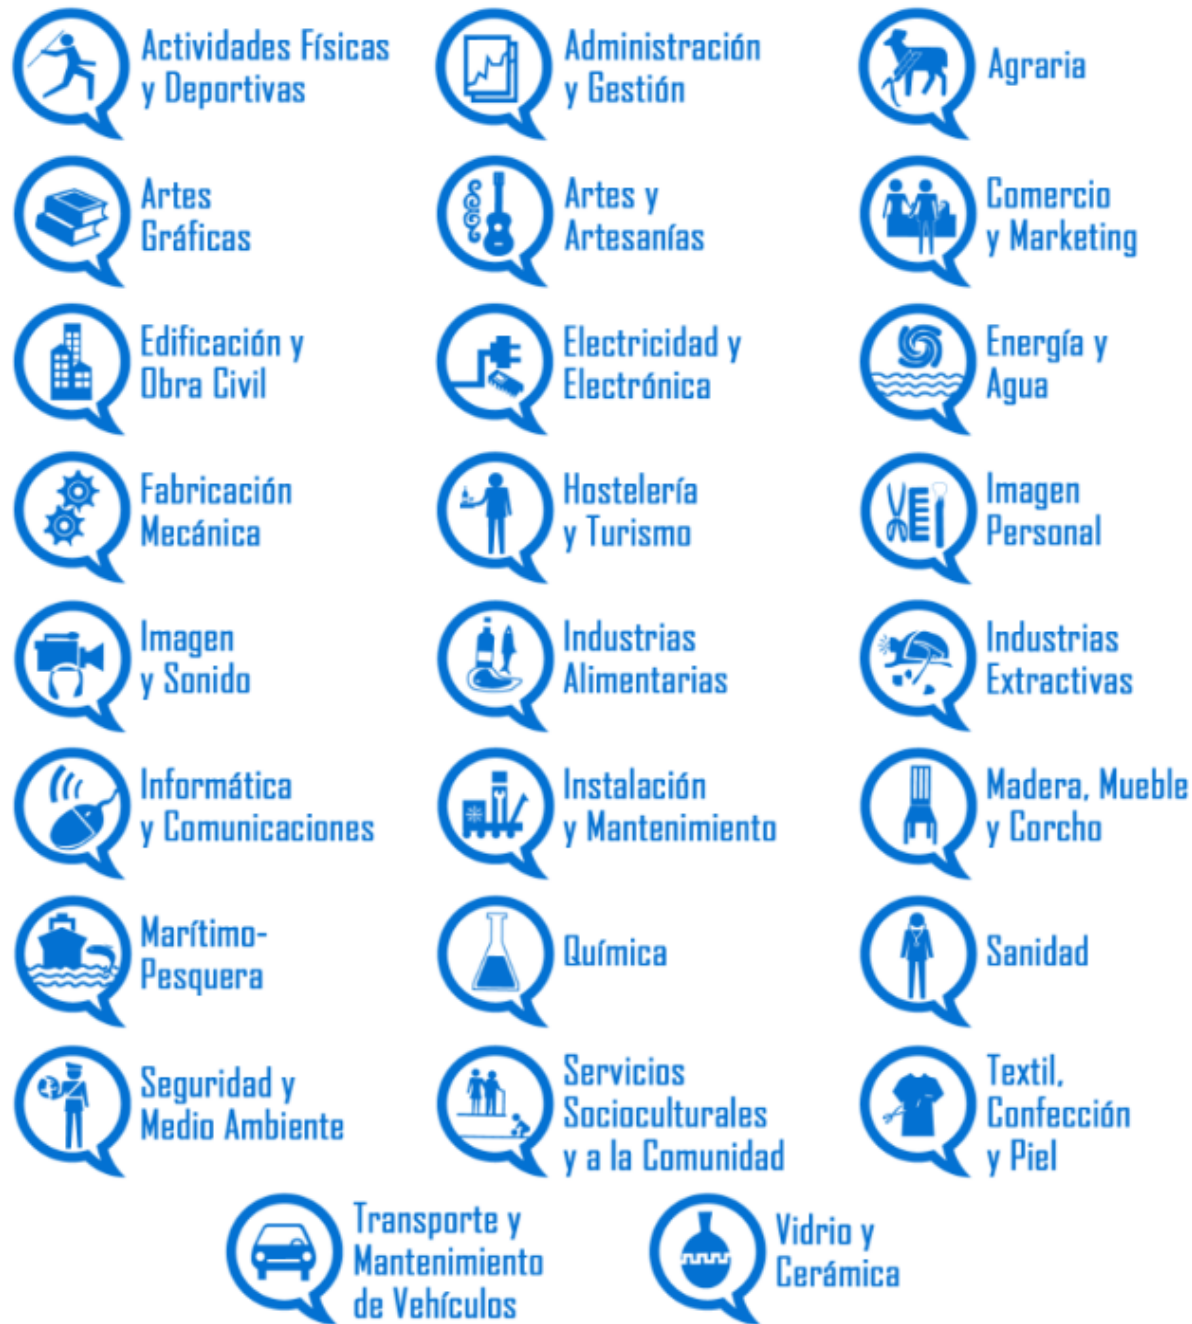 Actividades Físicas
y Deportivas
Administración
y Gestión
Agraria
Artes
Gráficas
Artes y
Artesanías
Comercio
y Marketing
Edificación y
Obra Civil
Electricidad y
Electrónica
Energía y
Agua
Fabricación
Mecánica
Hostelería
y Turismo
Imagen
Personal
Imagen
y Sonido
Industrias
Alimentarias
Industrias
Extractivas
Informática
y Comunicaciones
Instalación
y Mantenimiento
Madera, Mueble
y Corcho
Marítimo-
Pesquera
Química
Sanidad
Seguridad y
Medio Ambiente
Servicios
Socioculturales
y a la Comunidad
Textil,
Confección
y Piel
Transporte y
Mantenimiento
de Vehículos
Vidrio y
Cerámica